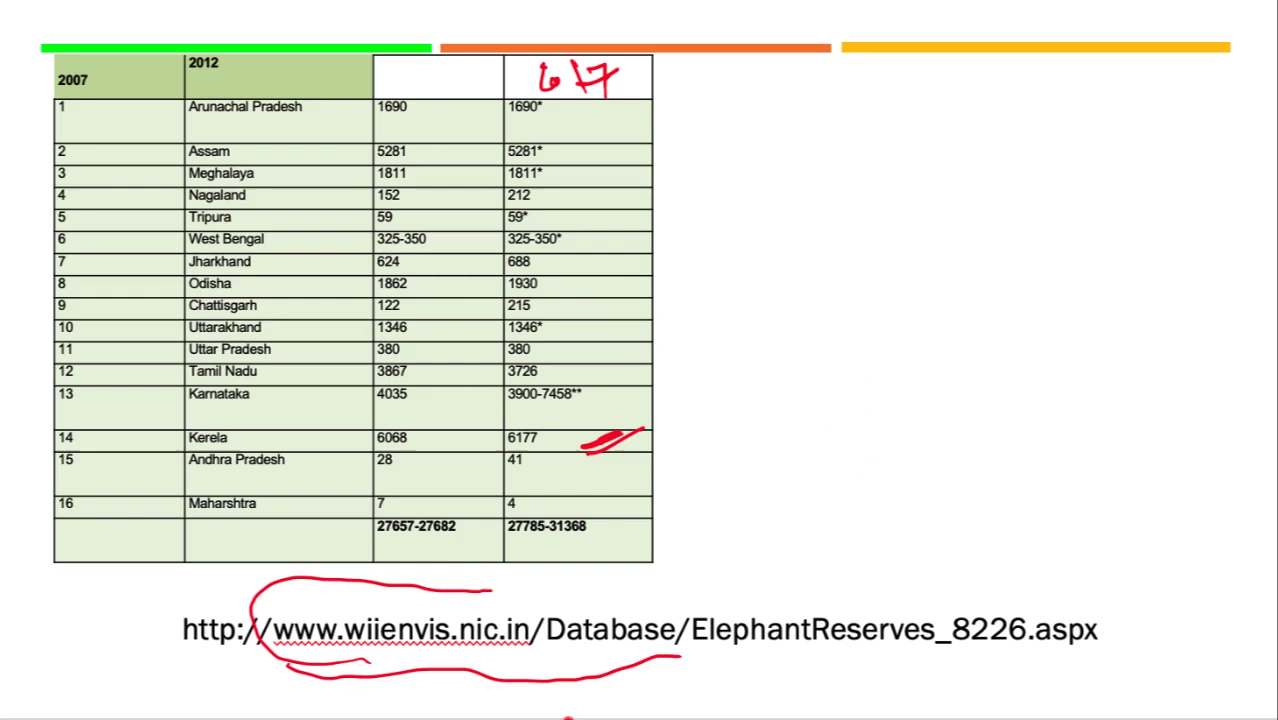 2007 2012
617
1 Arunachal Pradesh 1690 1690*
2 Assam 5281 5281*
3 Meghalaya 1811 1811*
4 Nagaland 152 212
5 Tripura 59 59*
6 West Bengal 325-350 325-350*
7 Jharkhand 624 688
8 Odisha 1862 1930
9 Chattisgarh 122 215
10 Uttarakhand 1346 1346*
11 Uttar Pradesh 380 380
12 Tamil Nadu 3867 3726
13 Karnataka 4035 3900-7458**
14 Kerela 6068 6177
15 Andhra Pradesh 28 41
16 Maharshtra 7 4
27657-27682 27785-31368
http://www.wiienvis.nic.in/Database/ElephantReserves_8226.aspx